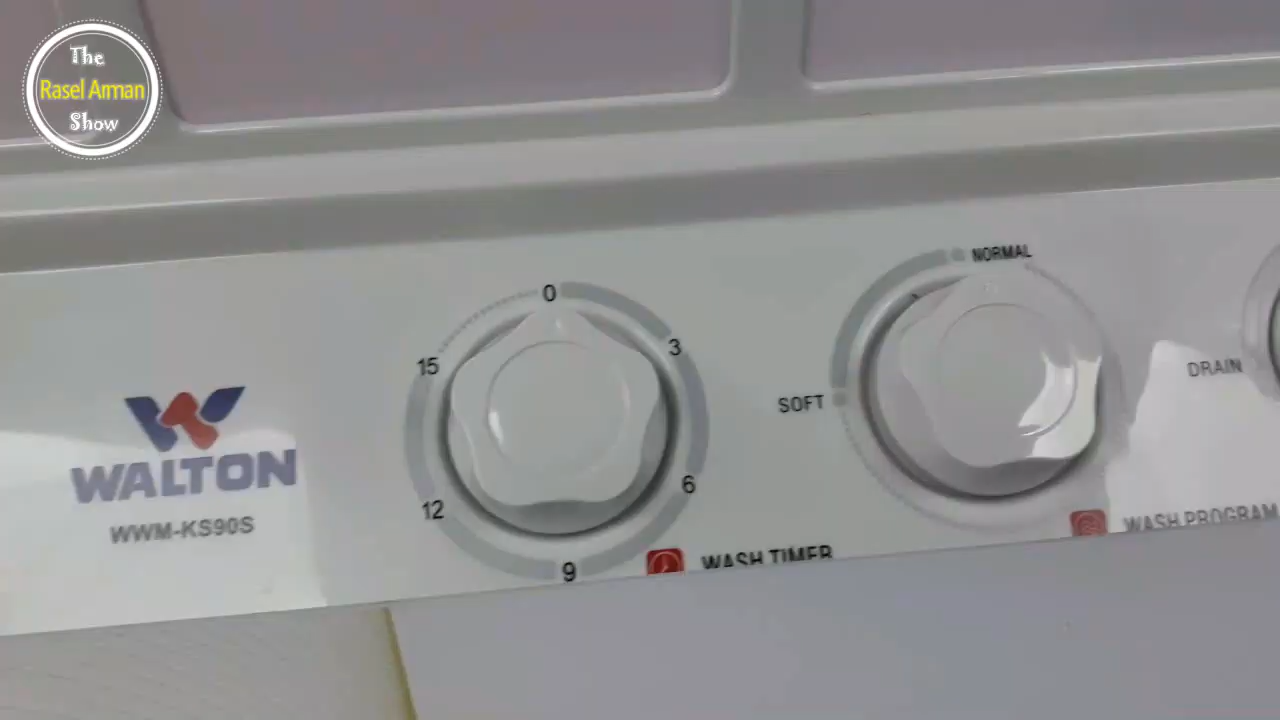 The
Rasel Arman
Show
WALTON
WWM-KS90S
0
3
6
9
12
15
WASH TIMER
NORMAL
SOFT
WASH PROGRAM
DRAIN